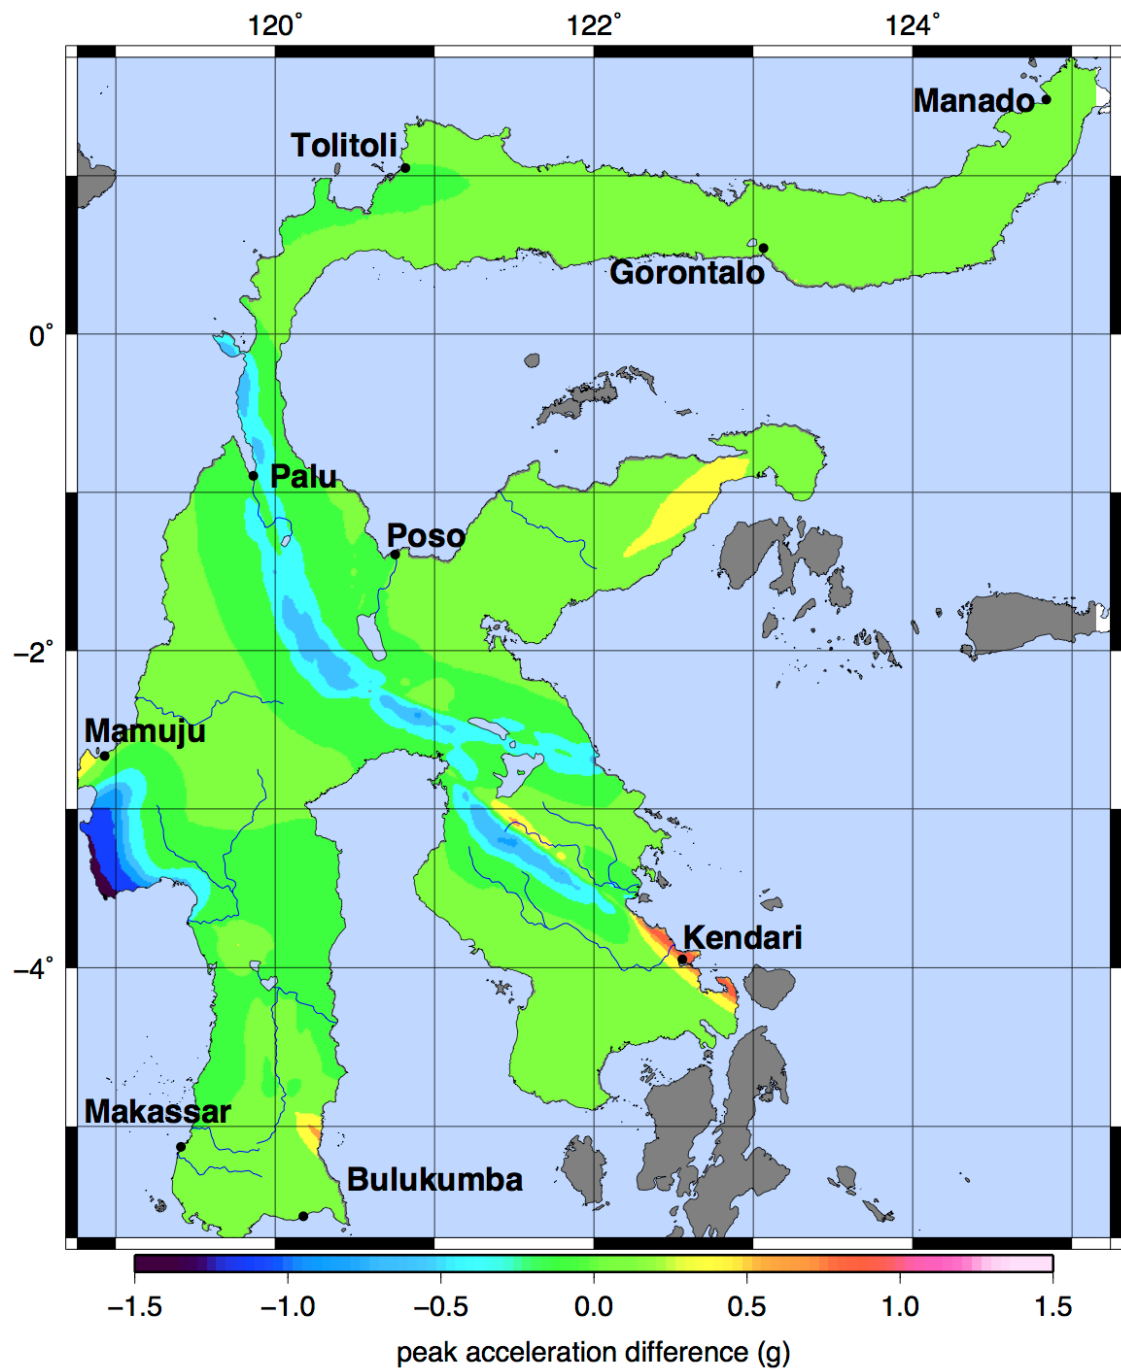 120° 122° 124°
Manado
Tolitoli
Gorontalo
0°
Palu
Poso
−2°
Mamuju
Kendari
−4°
Makassar
Bulukumba
−1.5 −1.0 −0.5 0.0 0.5 1.0 1.5
peak acceleration difference (g)